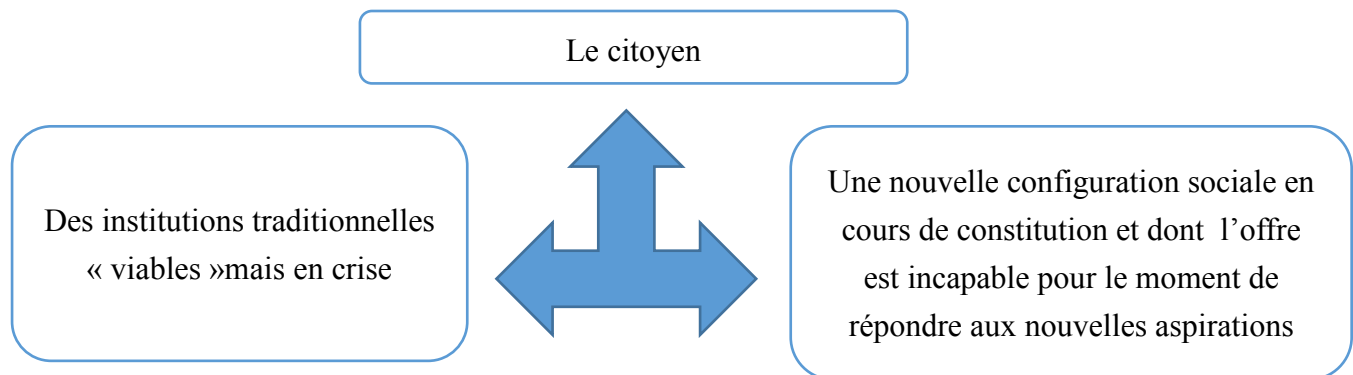 Le citoyen
Des institutions traditionnelles
« viables »mais en crise
Une nouvelle configuration sociale en
cours de constitution et dont l’offre
est incapable pour le moment de
répondre aux nouvelles aspirations